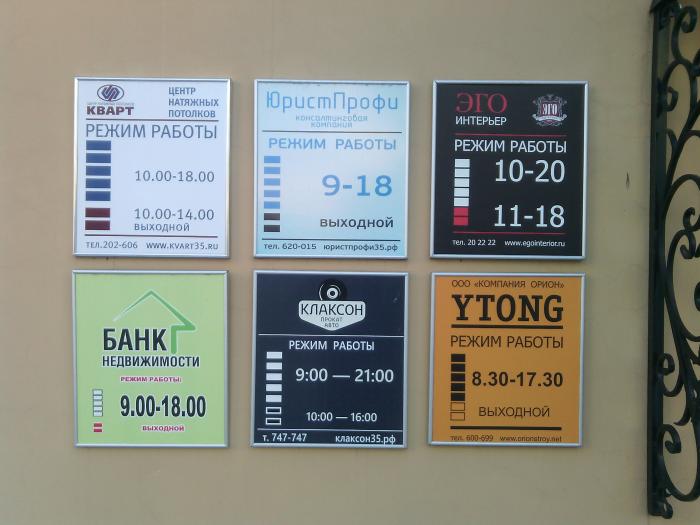 КВАРТ
ЦЕНТР
НАТЯЖНЫХ
ПОТОЛКОВ
РЕЖИМ РАБОТЫ
10.00-18.00
10.00-14.00
ВЫХОДНОЙ
ТЕЛ.202-606 WWW.KVART35.RU
ЮристПрофи
КОНСАЛТИНГОВАЯ
КОМПАНИЯ
РЕЖИМ РАБОТЫ
9-18
ВЫХОДНОЙ
тел. 620-015 юристпрофи35.рф
ЭГО
ИНТЕРЬЕР
ЭГО
РЕЖИМ РАБОТЫ
10-20
11-18
тел. 20 22 22 www.egointerior.ru
БАНК
НЕДВИЖИМОСТИ
РЕЖИМ РАБОТЫ:
9.00-18.00
ВЫХОДНОЙ
КЛАКСОН
ПРОКАТ
АВТО
РЕЖИМ РАБОТЫ
9:00 — 21:00
10:00 — 16:00
т. 747-747 клаксон35.рф
ООО «КОМПАНИЯ ОРИОН»
YTONG
РЕЖИМ РАБОТЫ
8.30-17.30
ВЫХОДНОЙ
тел. 600-699 www.orionstroy.net